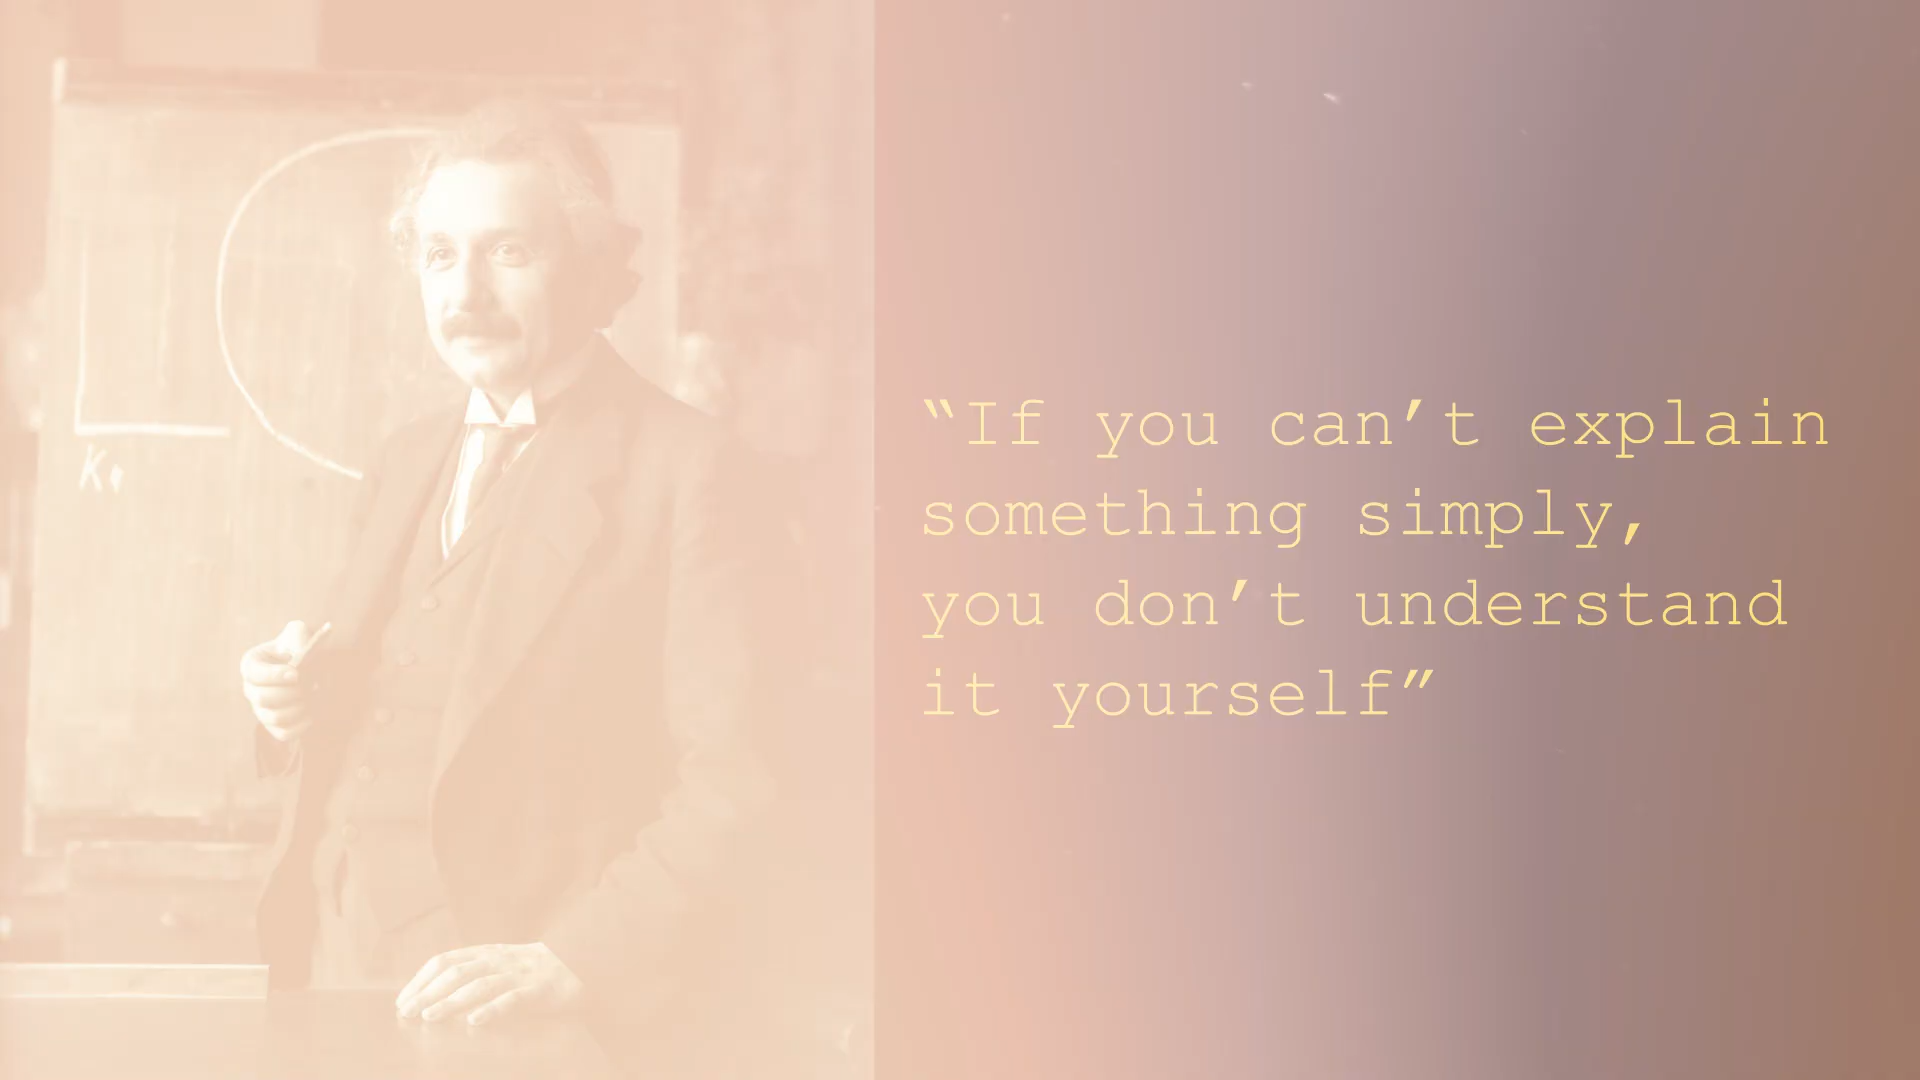 K
“If you can’t explain
something simply,
you don’t understand
it yourself”